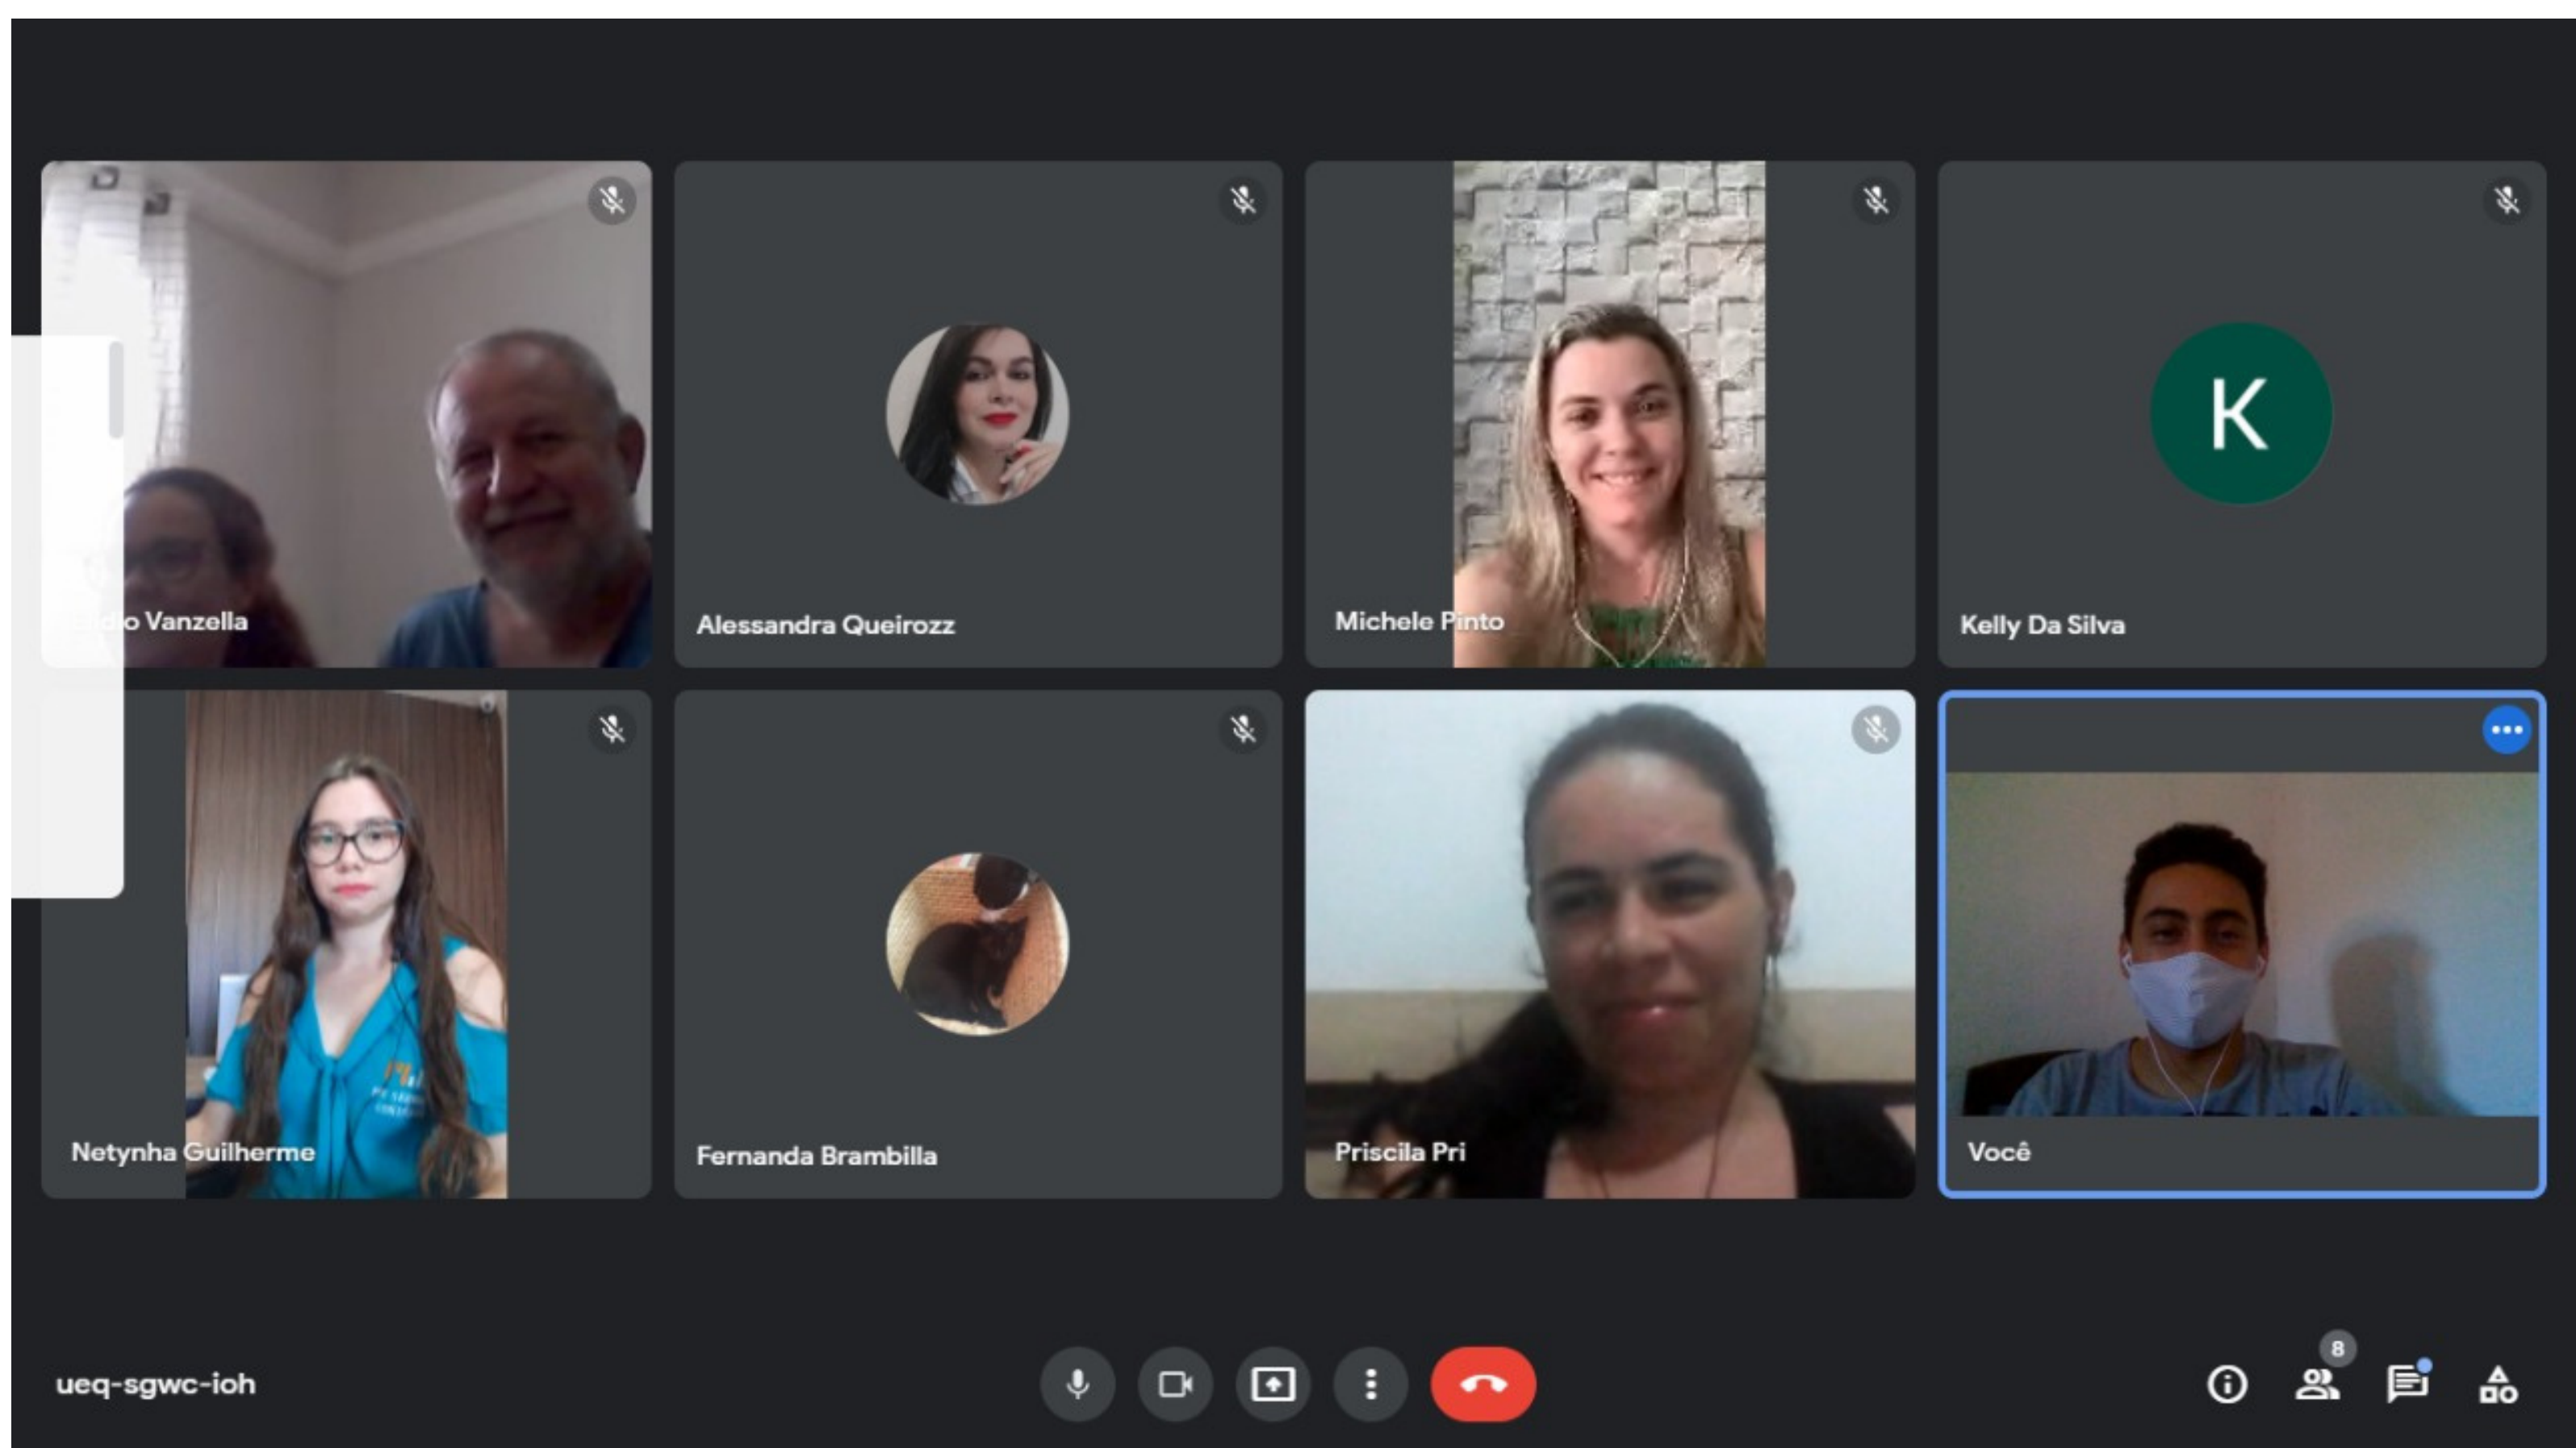 Vanzella
Alessandra Queirozz
Michele Pinto
K
Kelly Da Silva
Netynha Guilherme
Fernanda Brambilla
Priscila Pri
Você
ueq-sgwc-ioh
8